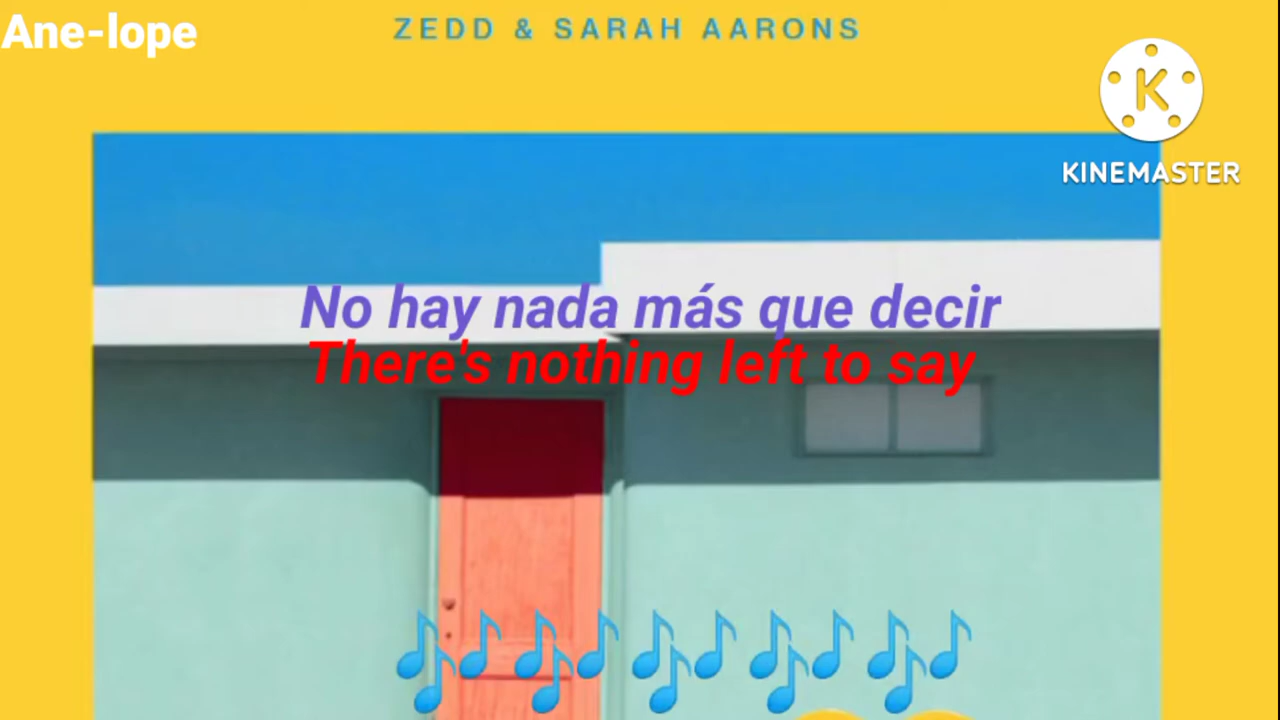 Ane-lope
ZEDD & SARAH AARONS
K
KINEMASTER
No hay nada más que decir
There's nothing left to say